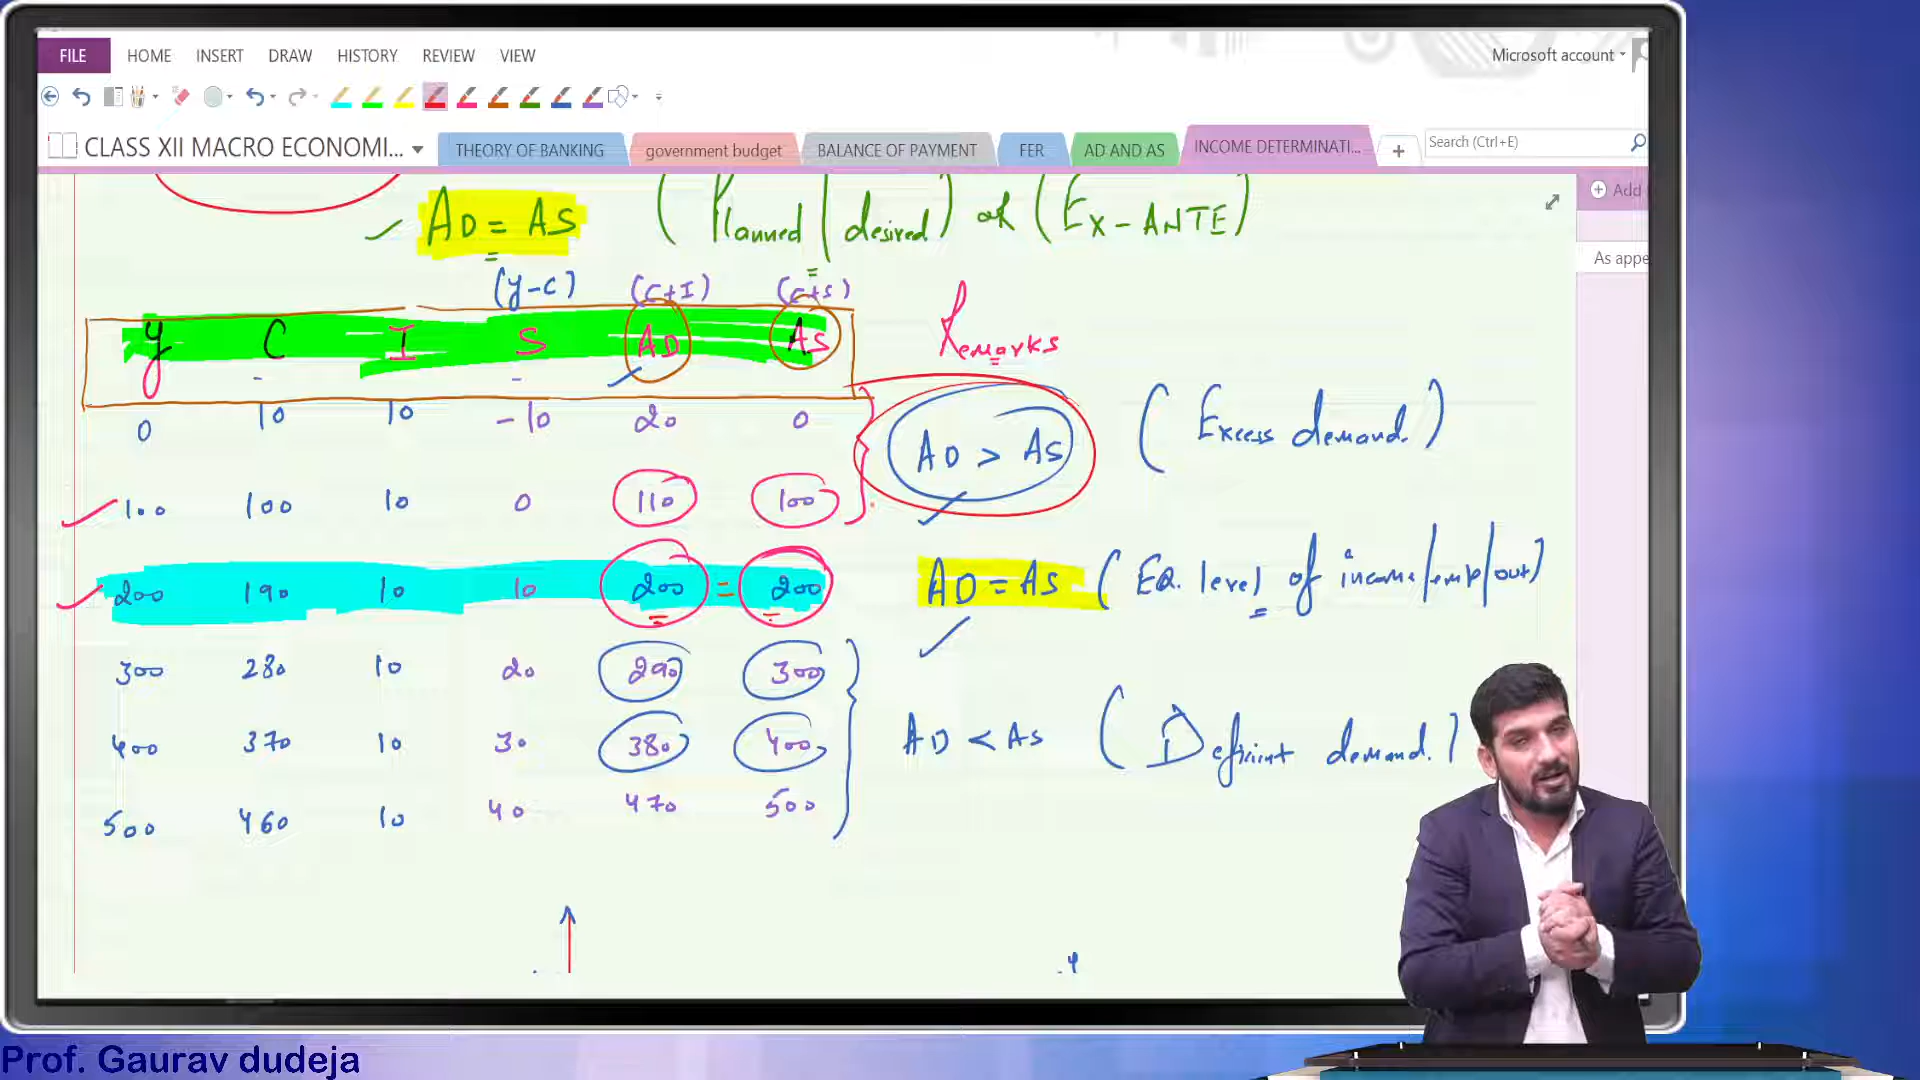 FILE HOME INSERT DRAW HISTORY REVIEW VIEW Microsoft account
CLASS XII MACRO ECONOMI... THEORY OF BANKING government budget BALANCE OF PAYMENT FER AD AND AS INCOME DETERMINATI... + Search (Ctrl+E)
Add
AD = AS (Planned / desired) or (EX-ANTE)
As appe
(y-c) (C+I) (C+S)
y C I S AD AS Remarks
0 10 10 -10 20 0
AD > AS (Excess demand)
100 100 10 0 110 100
200 190 10 10 200 = 200 AD = AS (EQ. level of income/emp/out)
300 280 10 20 290 300
400 370 10 30 380 400 AD < AS (Deficient demand)
500 460 10 40 470 500
Prof. Gaurav dudeja